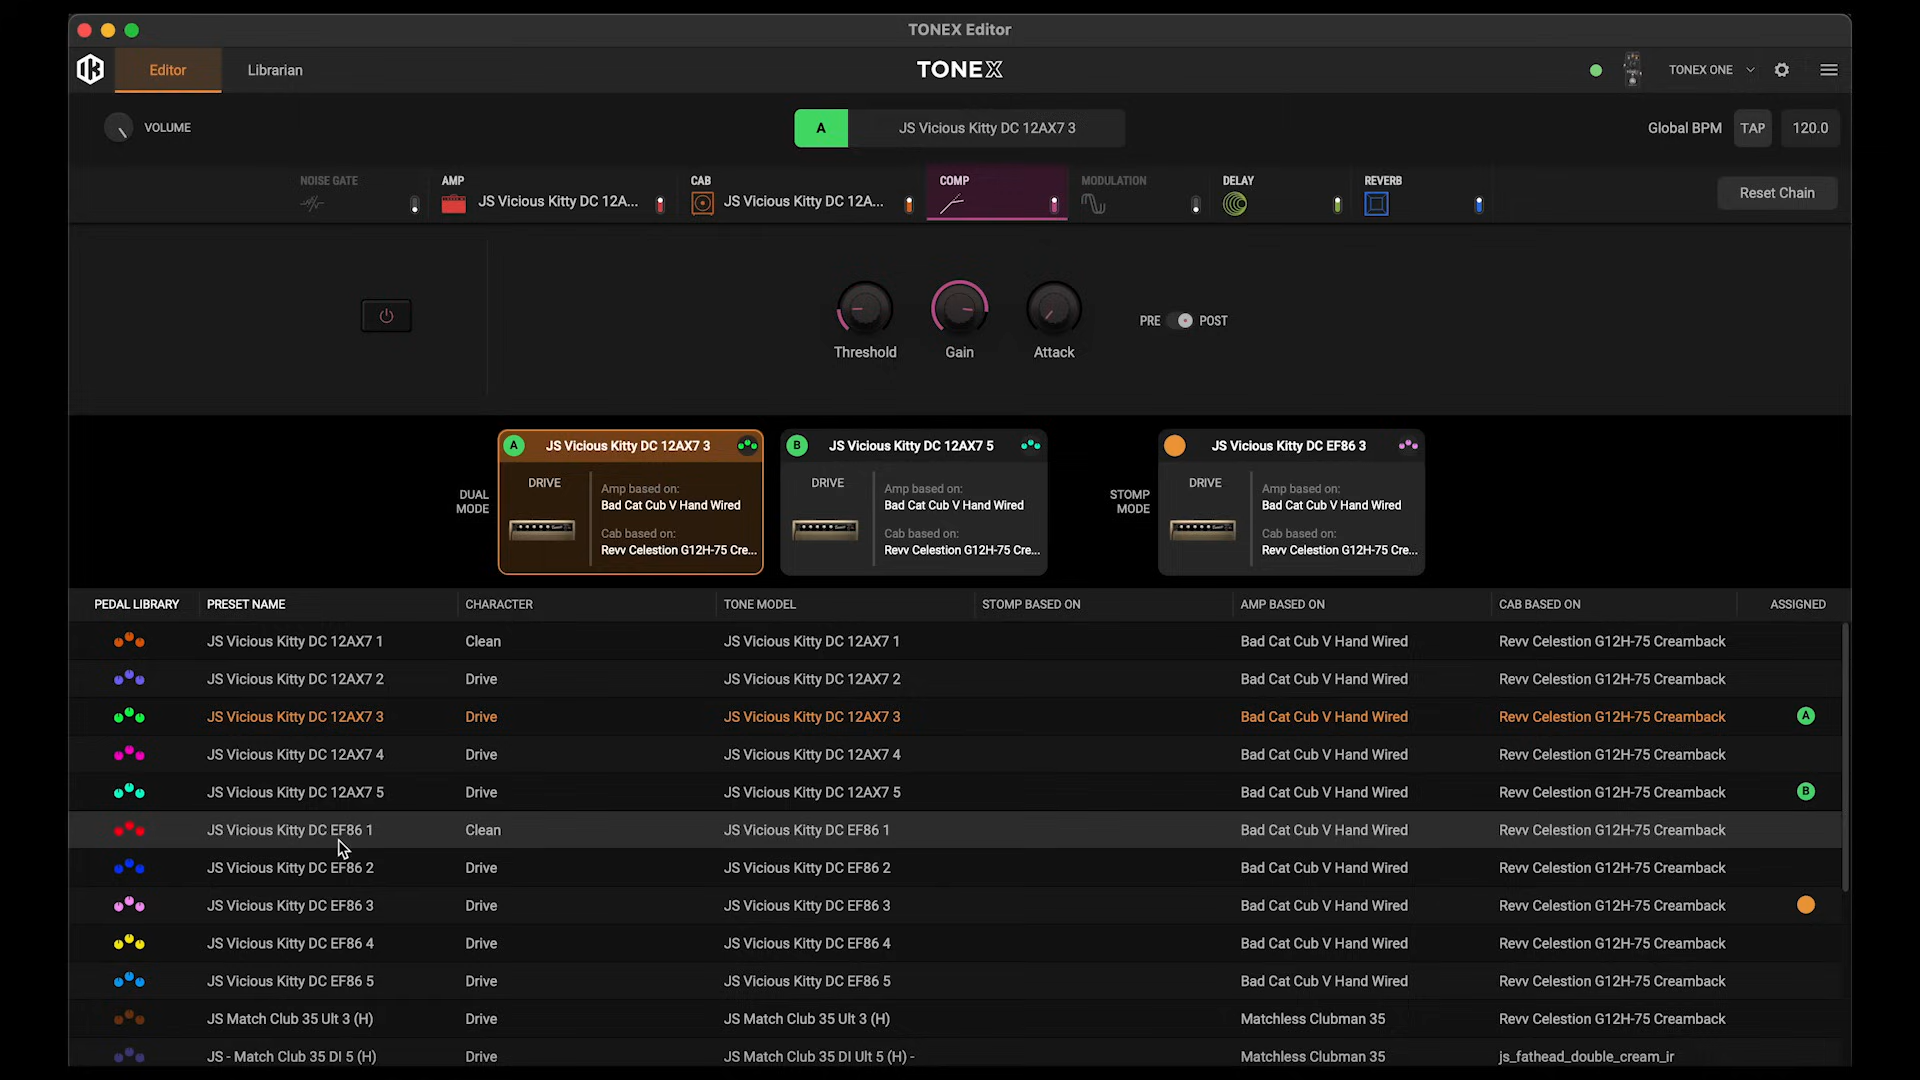 TONEX Editor
Editor
Librarian
TONEX
TONEX ONE
VOLUME
A
JS Vicious Kitty DC 12AX7 3
Global BPM
TAP
120.0
NOISE GATE
AMP
JS Vicious Kitty DC 12A...
CAB
JS Vicious Kitty DC 12A...
COMP
MODULATION
DELAY
REVERB
Reset Chain
Threshold
Gain
Attack
PRE
POST
DUAL
MODE
A
JS Vicious Kitty DC 12AX7 3
DRIVE
Amp based on:
Bad Cat Cub V Hand Wired
Cab based on:
Revv Celestion G12H-75 Cre...
B
JS Vicious Kitty DC 12AX7 5
DRIVE
Amp based on:
Bad Cat Cub V Hand Wired
Cab based on:
Revv Celestion G12H-75 Cre...
STOMP
MODE
JS Vicious Kitty DC EF86 3
DRIVE
Amp based on:
Bad Cat Cub V Hand Wired
Cab based on:
Revv Celestion G12H-75 Cre...
PEDAL LIBRARY PRESET NAME CHARACTER TONE MODEL STOMP BASED ON AMP BASED ON CAB BASED ON ASSIGNED
JS Vicious Kitty DC 12AX7 1 Clean JS Vicious Kitty DC 12AX7 1 Bad Cat Cub V Hand Wired Revv Celestion G12H-75 Creamback
JS Vicious Kitty DC 12AX7 2 Drive JS Vicious Kitty DC 12AX7 2 Bad Cat Cub V Hand Wired Revv Celestion G12H-75 Creamback
JS Vicious Kitty DC 12AX7 3 Drive JS Vicious Kitty DC 12AX7 3 Bad Cat Cub V Hand Wired Revv Celestion G12H-75 Creamback A
JS Vicious Kitty DC 12AX7 4 Drive JS Vicious Kitty DC 12AX7 4 Bad Cat Cub V Hand Wired Revv Celestion G12H-75 Creamback
JS Vicious Kitty DC 12AX7 5 Drive JS Vicious Kitty DC 12AX7 5 Bad Cat Cub V Hand Wired Revv Celestion G12H-75 Creamback B
JS Vicious Kitty DC EF86 1 Clean JS Vicious Kitty DC EF86 1 Bad Cat Cub V Hand Wired Revv Celestion G12H-75 Creamback
JS Vicious Kitty DC EF86 2 Drive JS Vicious Kitty DC EF86 2 Bad Cat Cub V Hand Wired Revv Celestion G12H-75 Creamback
JS Vicious Kitty DC EF86 3 Drive JS Vicious Kitty DC EF86 3 Bad Cat Cub V Hand Wired Revv Celestion G12H-75 Creamback
JS Vicious Kitty DC EF86 4 Drive JS Vicious Kitty DC EF86 4 Bad Cat Cub V Hand Wired Revv Celestion G12H-75 Creamback
JS Vicious Kitty DC EF86 5 Drive JS Vicious Kitty DC EF86 5 Bad Cat Cub V Hand Wired Revv Celestion G12H-75 Creamback
JS Match Club 35 Ult 3 (H) Drive JS Match Club 35 Ult 3 (H) Matchless Clubman 35 Revv Celestion G12H-75 Creamback
JS - Match Club 35 DI 5 (H) Drive JS Match Club 35 DI Ult 5 (H) - Matchless Clubman 35 js_fathead_double_cream_ir